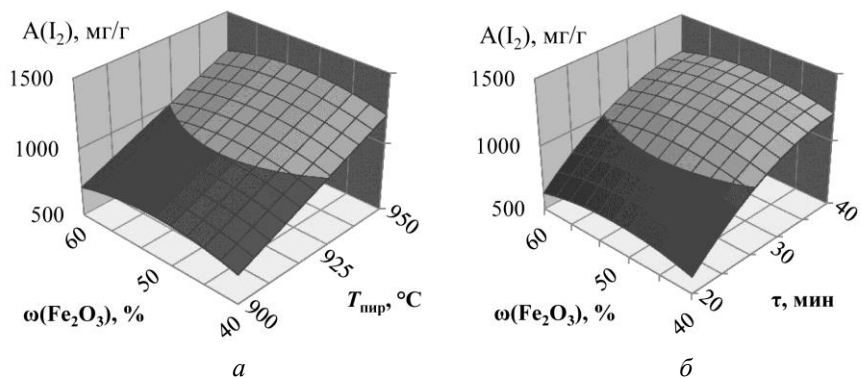 A(I₂), мг/г
1500
1000
500
60
50
40
ω(Fe₂O₃), %
900
925
950
Tпир, °C
а
A(I₂), мг/г
1500
1000
500
60
50
40
ω(Fe₂O₃), %
20
30
40
τ, мин
б